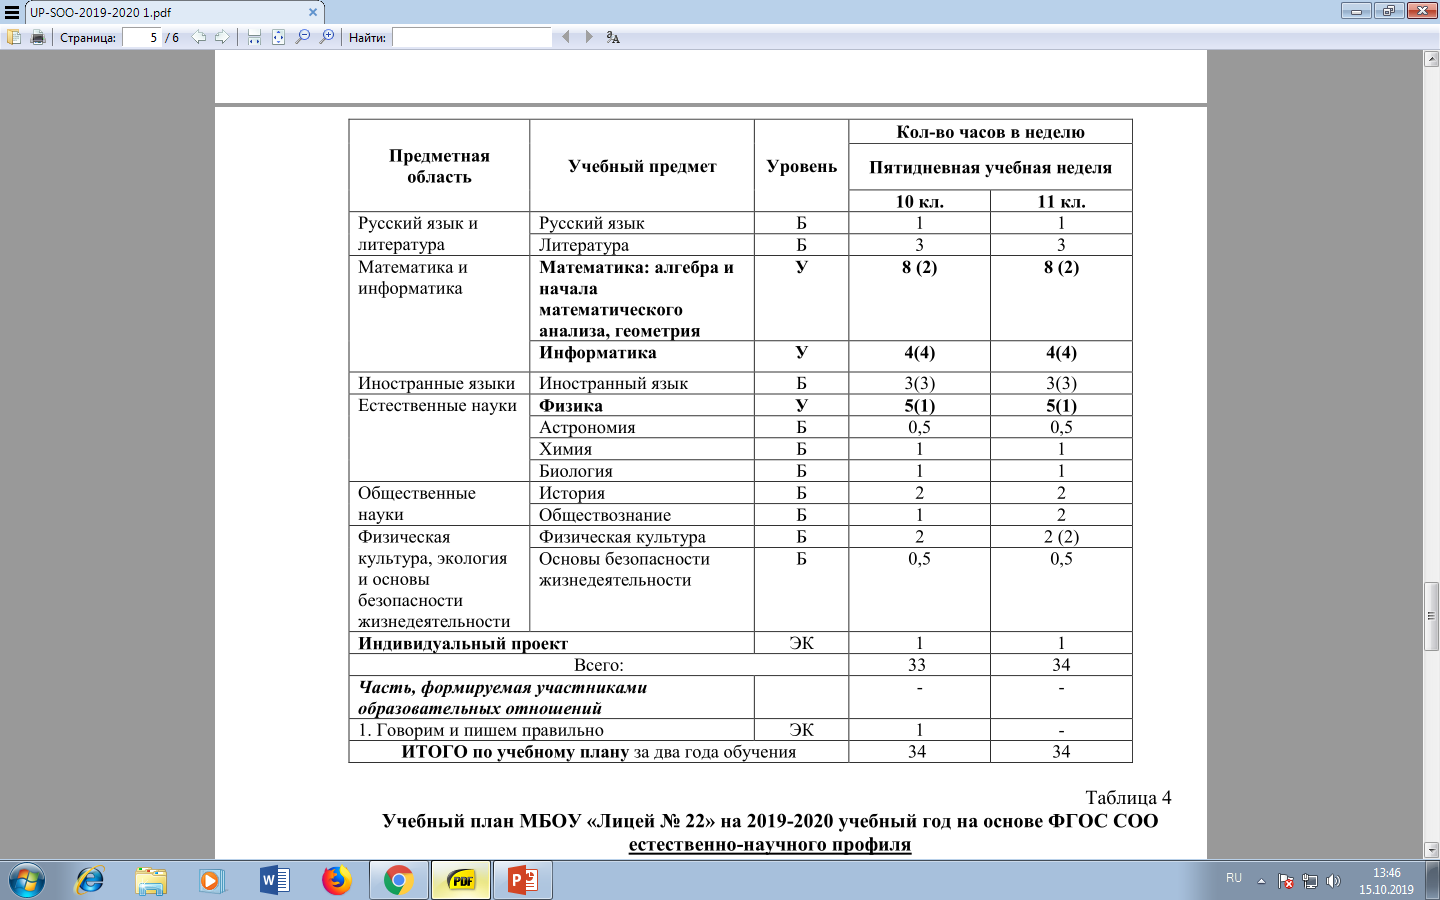 UP-SOO-2019-2020 1.pdf
Страница: 5 / 6 Найти:
Предметная область Учебный предмет Уровень Кол-во часов в неделю
Пятидневная учебная неделя
10 кл. 11 кл.
Русский язык и литература Русский язык Б 1 1
Литература Б 3 3
Математика и информатика Математика: алгебра и начала математического анализа, геометрия У 8 (2) 8 (2)
Информатика У 4(4) 4(4)
Иностранные языки Иностранный язык Б 3(3) 3(3)
Естественные науки Физика У 5(1) 5(1)
Астрономия Б 0,5 0,5
Химия Б 1 1
Биология Б 1 1
Общественные науки История Б 2 2
Обществознание Б 1 2
Физическая культура, экология и основы безопасности жизнедеятельности Физическая культура Б 2 2 (2)
Основы безопасности жизнедеятельности Б 0,5 0,5
Индивидуальный проект ЭК 1 1
Всего: 33 34
Часть, формируемая участниками образовательных отношений - -
1. Говорим и пишем правильно ЭК 1 -
ИТОГО по учебному плану за два года обучения 34 34
Таблица 4
Учебный план МБОУ «Лицей № 22» на 2019-2020 учебный год на основе ФГОС СОО
естественно-научного профиля
PDF
RU
13:46
15.10.2019